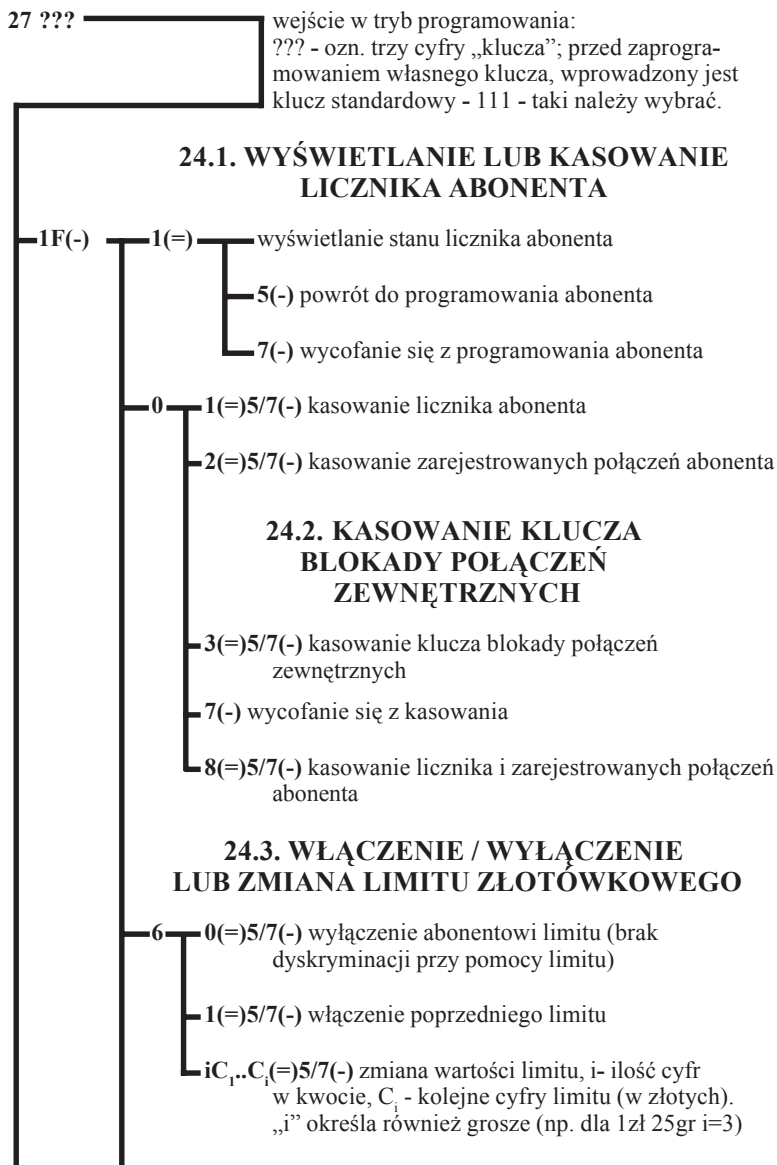 27 ??? wejście w tryb programowania:
??? - ozn. trzy cyfry „klucza”; przed zaprogra-
mowaniem własnego klucza, wprowadzony jest
klucz standardowy - 111 - taki należy wybrać.
24.1. WYŚWIETLANIE LUB KASOWANIE
LICZNIKA ABONENTA
1F(-) 1(=) wyświetlanie stanu licznika abonenta
5(-) powrót do programowania abonenta
7(-) wycofanie się z programowania abonenta
0 1(=)5/7(-) kasowanie licznika abonenta
2(=)5/7(-) kasowanie zarejestrowanych połączeń abonenta
24.2. KASOWANIE KLUCZA
BLOKADY POŁĄCZEŃ
ZEWNĘTRZNYCH
3(=)5/7(-) kasowanie klucza blokady połączeń
zewnętrznych
7(-) wycofanie się z kasowania
8(=)5/7(-) kasowanie licznika i zarejestrowanych połączeń
abonenta
24.3. WŁĄCZENIE / WYŁĄCZENIE
LUB ZMIANA LIMITU ZŁOTÓWKOWEGO
6 0(=)5/7(-) wyłączenie abonentowi limitu (brak
dyskryminacji przy pomocy limitu)
1(=)5/7(-) włączenie poprzedniego limitu
iC₁..Cᵢ(=)5/7(-) zmiana wartości limitu, i- ilość cyfr
w kwocie, Cᵢ - kolejne cyfry limitu (w złotych).
„i” określa również grosze (np. dla 1zł 25gr i=3)